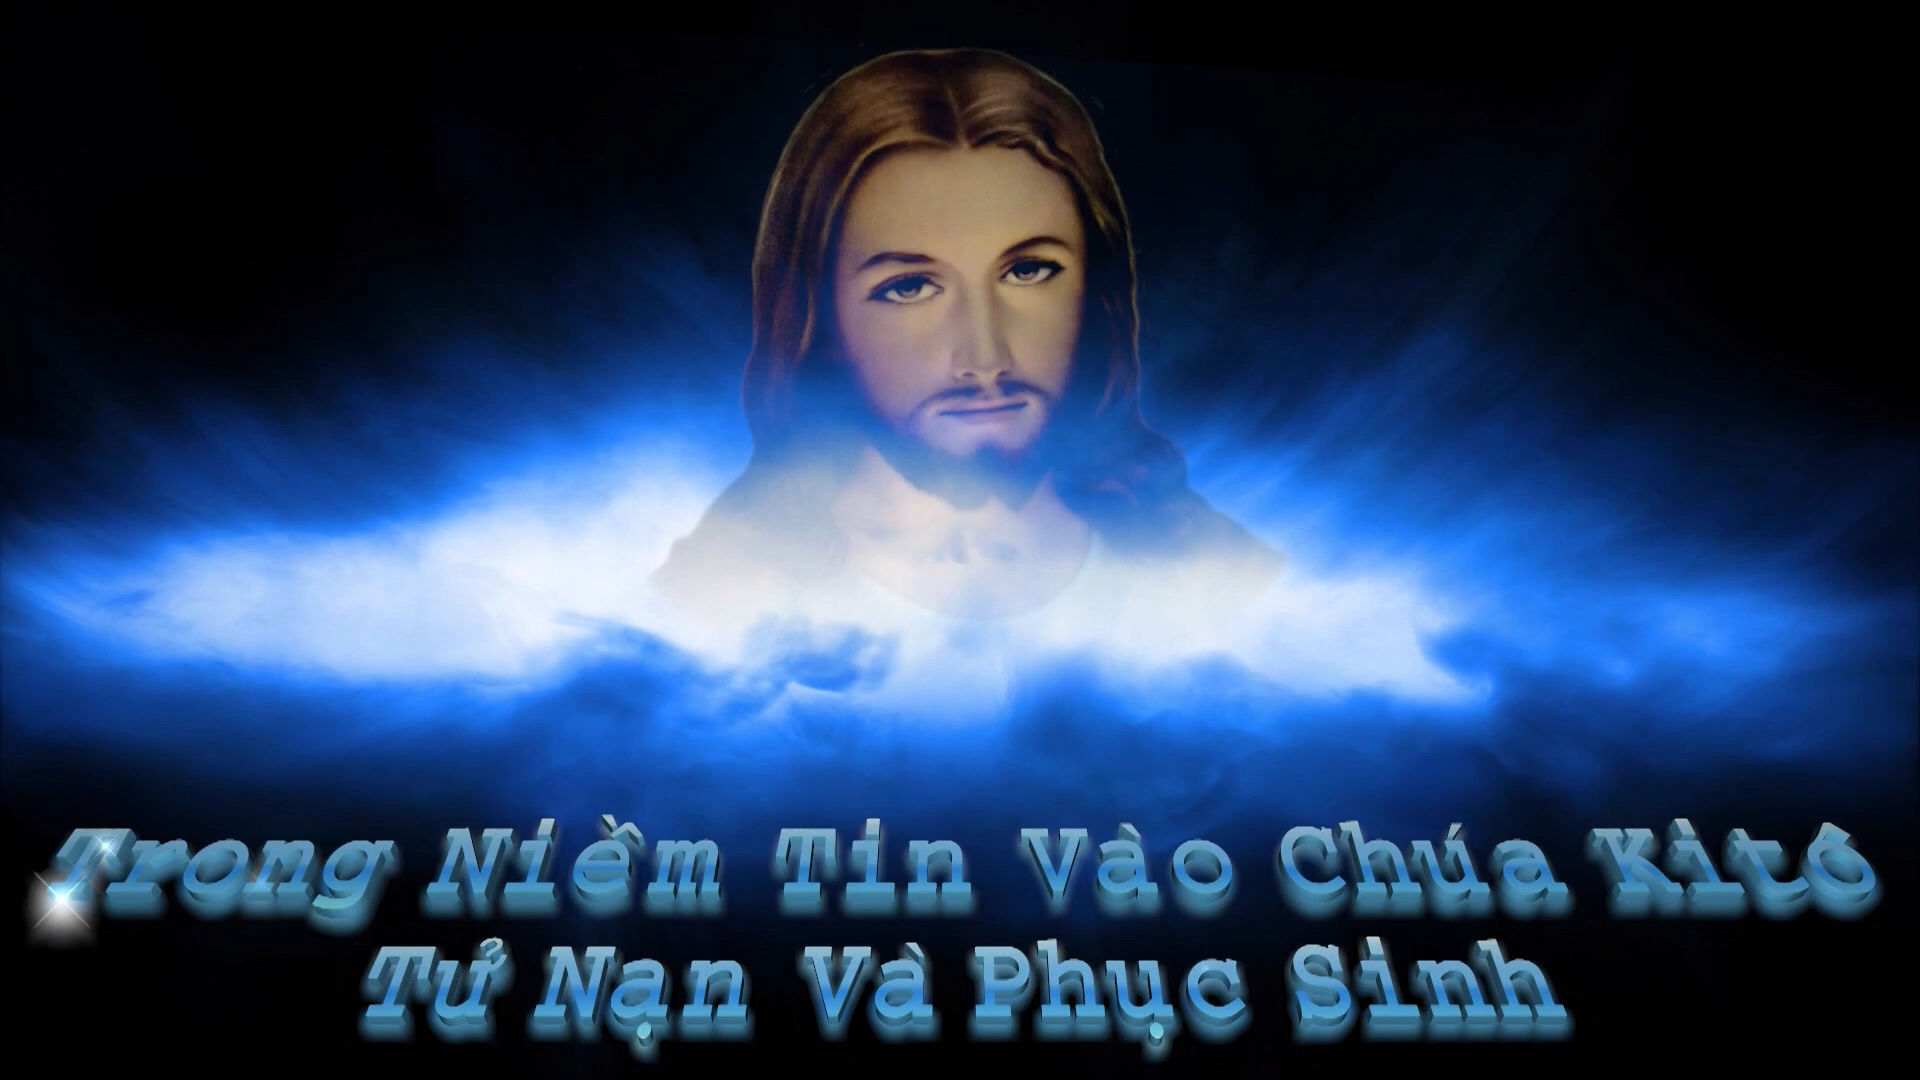 Trong Niềm Tin Vào Chúa Kitô
Tử Nạn Và Phục Sinh